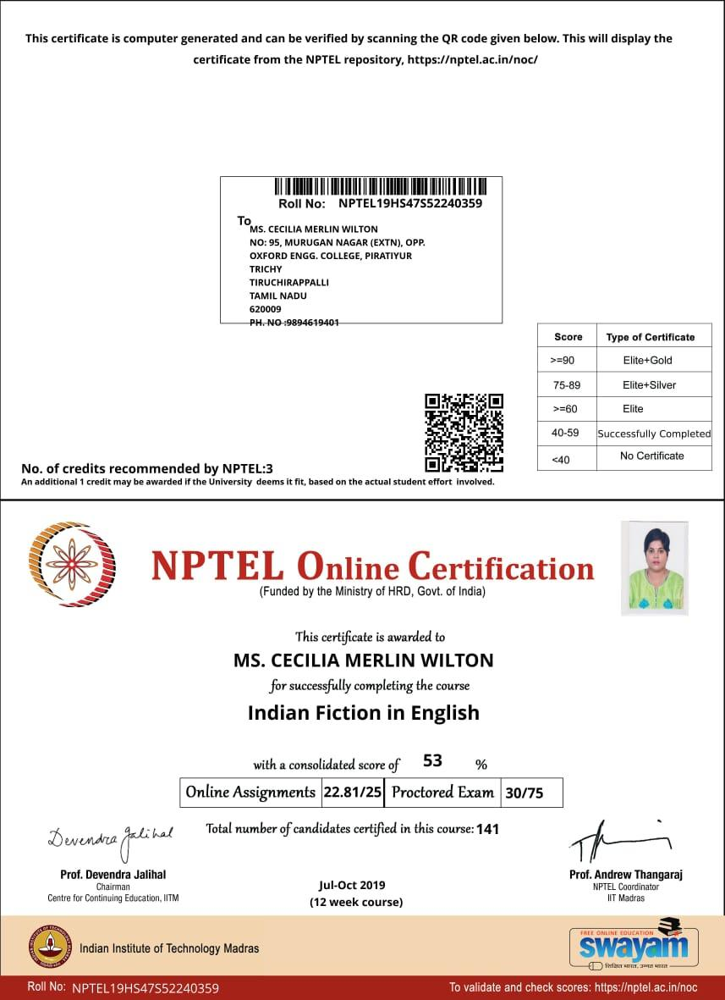 This certificate is computer generated and can be verified by scanning the QR code given below. This will display the
certificate from the NPTEL repository, https://nptel.ac.in/noc/
Roll No: NPTEL19HS47S52240359
To
MS. CECILIA MERLIN WILTON
NO: 95, MURUGAN NAGAR (EXTN), OPP.
OXFORD ENGG. COLLEGE, PIRATIYUR
TRICHY
TIRUCHIRAPPALLI
TAMIL NADU
620009
PH. NO :9894619401
Score Type of Certificate
>=90 Elite+Gold
75-89 Elite+Silver
>=60 Elite
40-59 Successfully Completed
<40 No Certificate
No. of credits recommended by NPTEL:3
An additional 1 credit may be awarded if the University deems it fit, based on the actual student effort involved.
NPTEL Online Certification
(Funded by the Ministry of HRD, Govt. of India)
This certificate is awarded to
MS. CECILIA MERLIN WILTON
for successfully completing the course
Indian Fiction in English
with a consolidated score of 53 %
Online Assignments 22.81/25 Proctored Exam 30/75
Total number of candidates certified in this course: 141
Devendra Jalihal
Prof. Devendra Jalihal
Chairman
Centre for Continuing Education, IITM
Jul-Oct 2019
(12 week course)
Prof. Andrew Thangaraj
NPTEL Coordinator
IIT Madras
Indian Institute of Technology Madras
FREE ONLINE EDUCATION
swayam
शिक्षित भारत, उन्नत भारत
Roll No: NPTEL19HS47S52240359
To validate and check scores: https://nptel.ac.in/noc